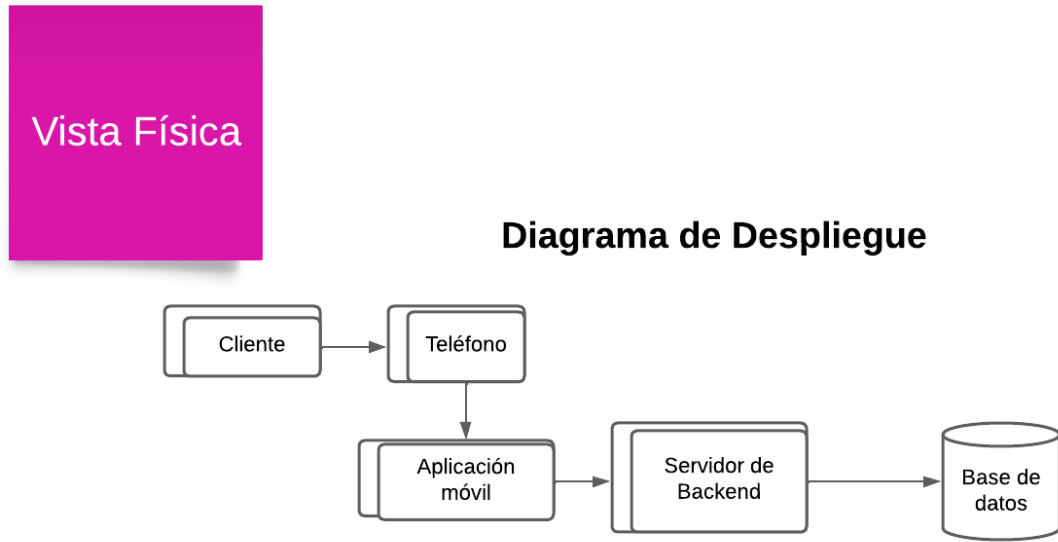 Vista Física
Diagrama de Despliegue
Cliente
Teléfono
Aplicación
móvil
Servidor de
Backend
Base de
datos